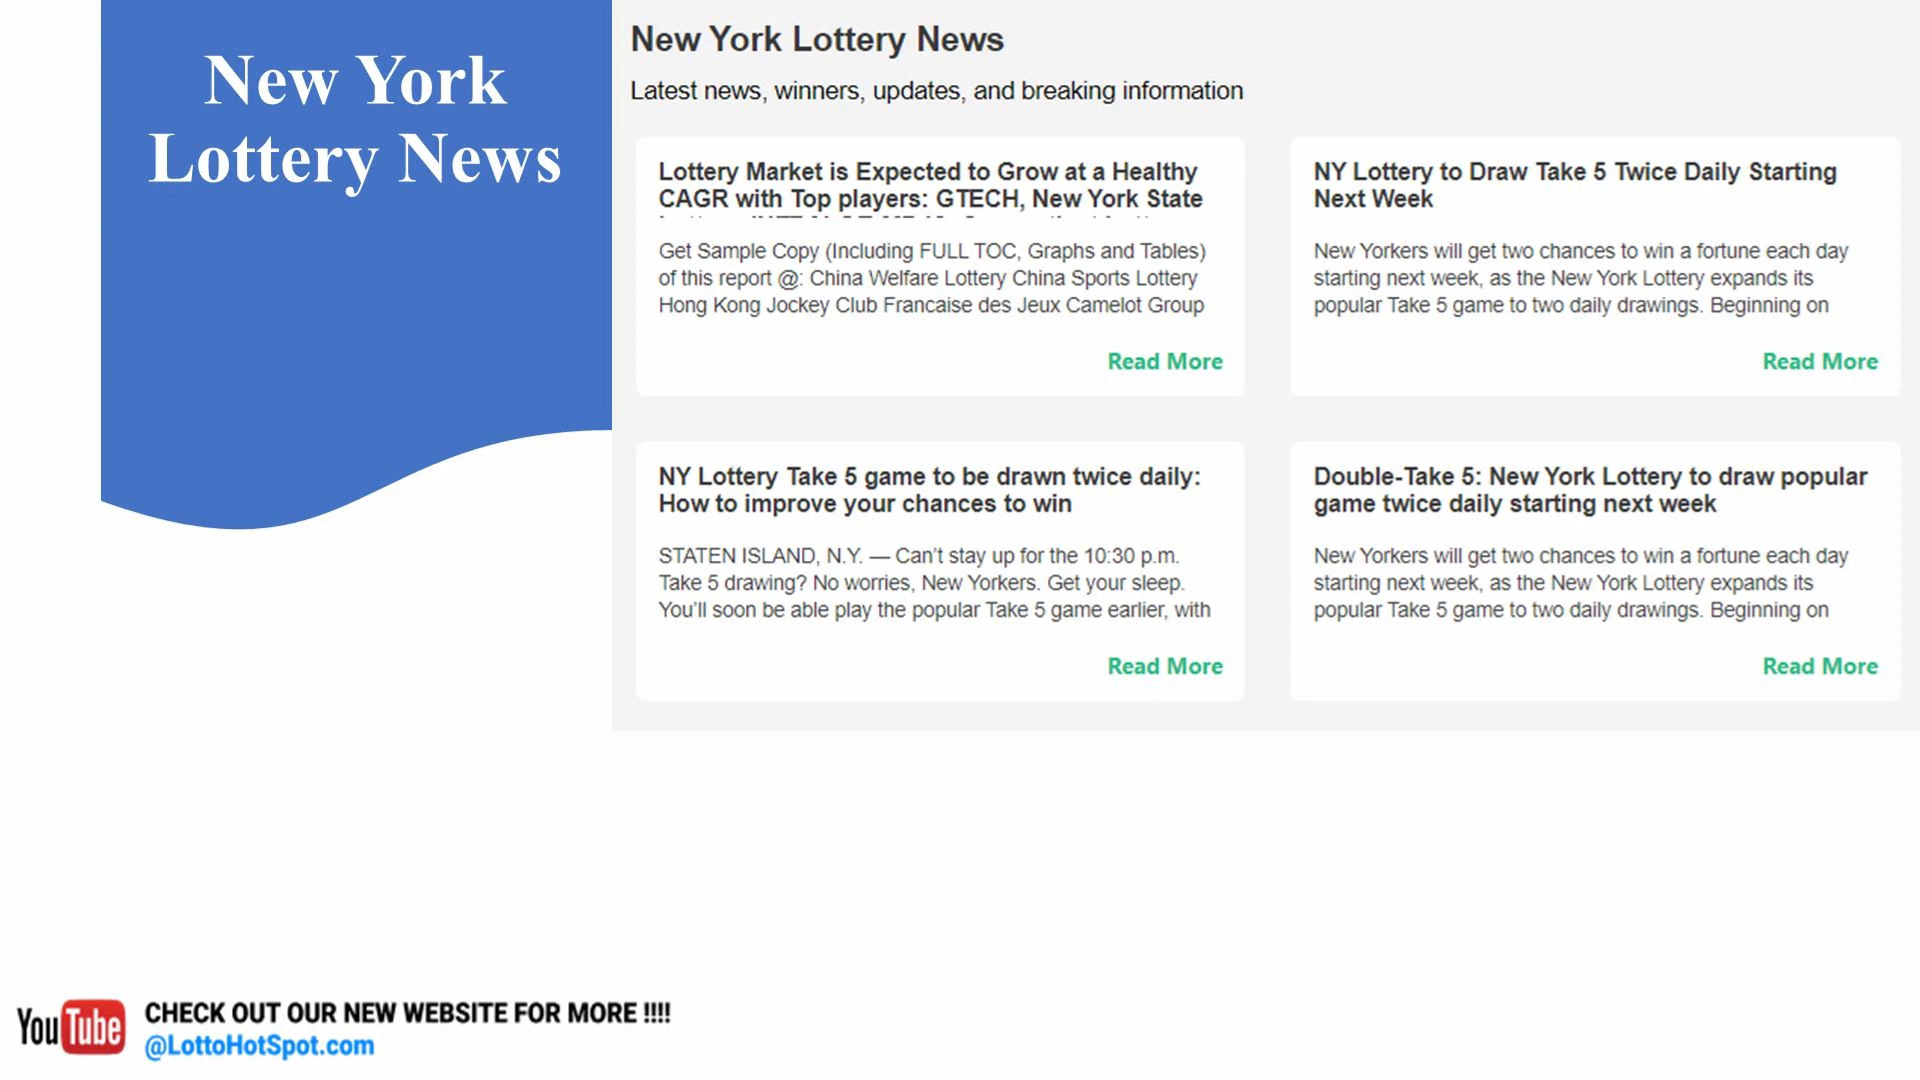 New York
Lottery News
New York Lottery News
Latest news, winners, updates, and breaking information
Lottery Market is Expected to Grow at a Healthy
CAGR with Top players: GTECH, New York State
Get Sample Copy (Including FULL TOC, Graphs and Tables)
of this report @: China Welfare Lottery China Sports Lottery
Hong Kong Jockey Club Francaise des Jeux Camelot Group
Read More
NY Lottery to Draw Take 5 Twice Daily Starting
Next Week
New Yorkers will get two chances to win a fortune each day
starting next week, as the New York Lottery expands its
popular Take 5 game to two daily drawings. Beginning on
Read More
NY Lottery Take 5 game to be drawn twice daily:
How to improve your chances to win
STATEN ISLAND, N.Y. — Can’t stay up for the 10:30 p.m.
Take 5 drawing? No worries, New Yorkers. Get your sleep.
You’ll soon be able play the popular Take 5 game earlier, with
Read More
Double-Take 5: New York Lottery to draw popular
game twice daily starting next week
New Yorkers will get two chances to win a fortune each day
starting next week, as the New York Lottery expands its
popular Take 5 game to two daily drawings. Beginning on
Read More
YouTube
CHECK OUT OUR NEW WEBSITE FOR MORE !!!!
@LottoHotSpot.com